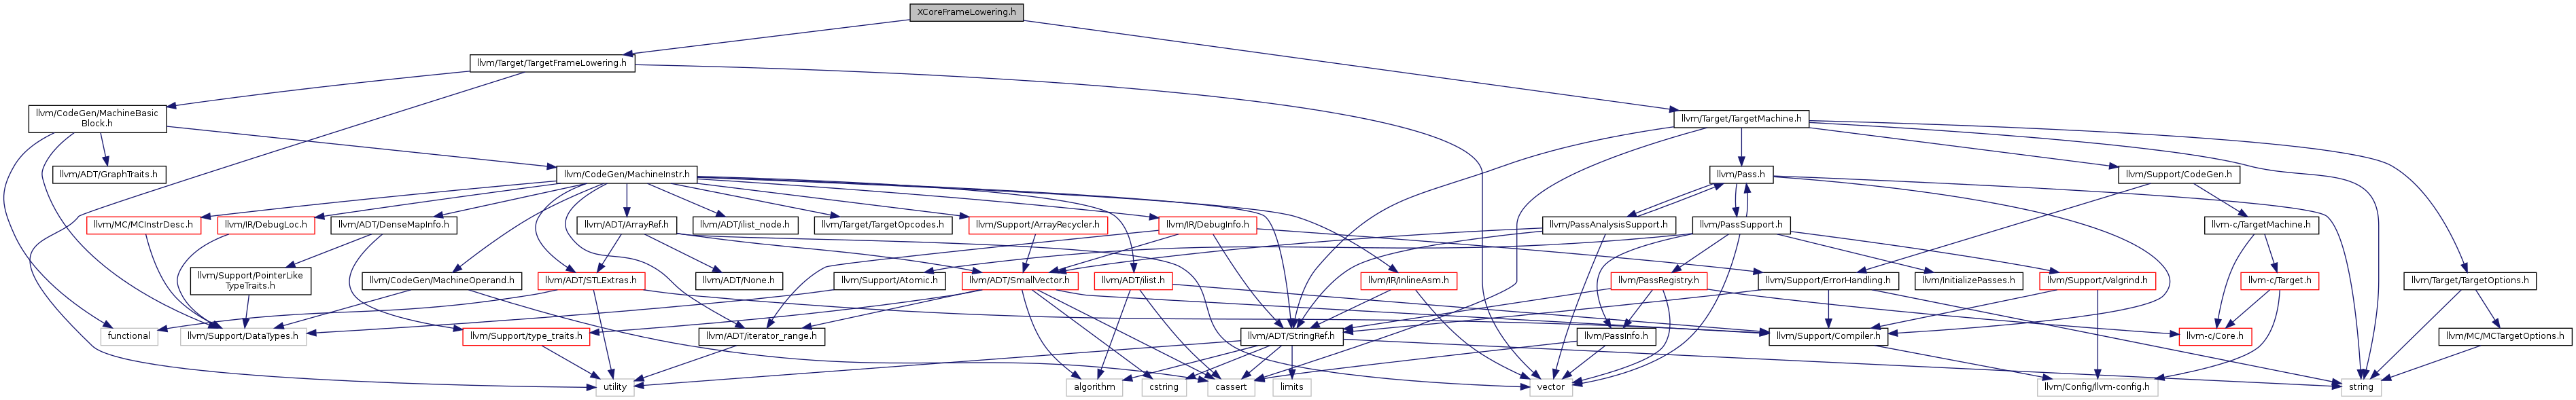 XCoreFrameLowering.h
llvm/Target/TargetFrameLowering.h
llvm/CodeGen/MachineBasic
Block.h
llvm/Target/TargetMachine.h
llvm/ADT/GraphTraits.h
llvm/CodeGen/MachineInstr.h
llvm/Pass.h
llvm/Support/CodeGen.h
llvm/MC/MCInstrDesc.h
llvm/IR/DebugLoc.h
llvm/ADT/DenseMapInfo.h
llvm/ADT/ArrayRef.h
llvm/ADT/ilist_node.h
llvm/Target/TargetOpcodes.h
llvm/Support/ArrayRecycler.h
llvm/IR/DebugInfo.h
llvm/PassAnalysisSupport.h
llvm/PassSupport.h
llvm-c/TargetMachine.h
llvm/Support/PointerLike
TypeTraits.h
llvm/CodeGen/MachineOperand.h
llvm/ADT/STLExtras.h
llvm/ADT/None.h
llvm/Support/Atomic.h
llvm/ADT/SmallVector.h
llvm/ADT/ilist.h
llvm/IR/InlineAsm.h
llvm/PassRegistry.h
llvm/Support/ErrorHandling.h
llvm/InitializePasses.h
llvm/Support/Valgrind.h
llvm-c/Target.h
llvm/Target/TargetOptions.h
functional
llvm/Support/DataTypes.h
llvm/Support/type_traits.h
llvm/ADT/iterator_range.h
llvm/ADT/StringRef.h
llvm/PassInfo.h
llvm/Support/Compiler.h
llvm-c/Core.h
llvm/MC/MCTargetOptions.h
utility
algorithm
cstring
cassert
limits
vector
llvm/Config/llvm-config.h
string